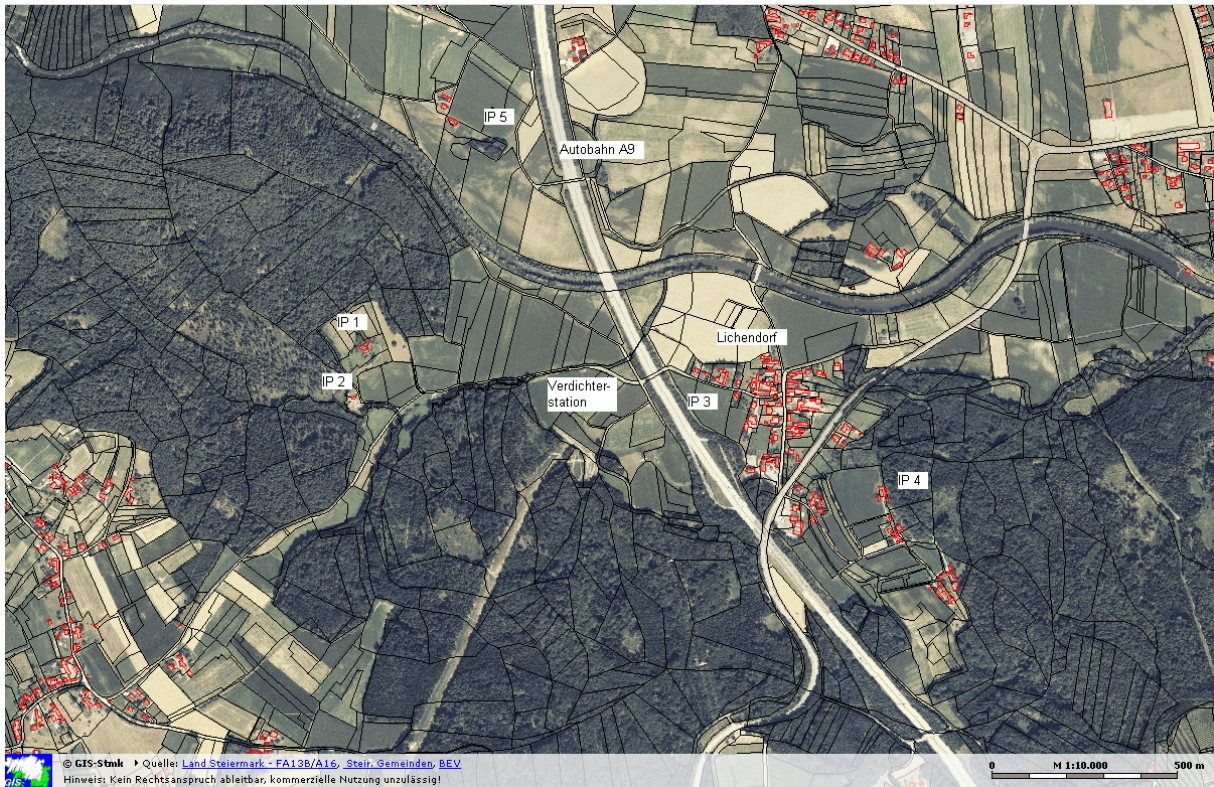 IP 5
Autobahn A9
IP 1
Lichendorf
IP 2
Verdichter-
station
IP 3
IP 4
gis
© GIS-Stmk Quelle: Land Steiermark - FA13B/A16, Steir. Gemeinden, BEV
Hinweis: Kein Rechtsanspruch ableitbar, kommerzielle Nutzung unzulässig!
0 M 1:10.000 500 m